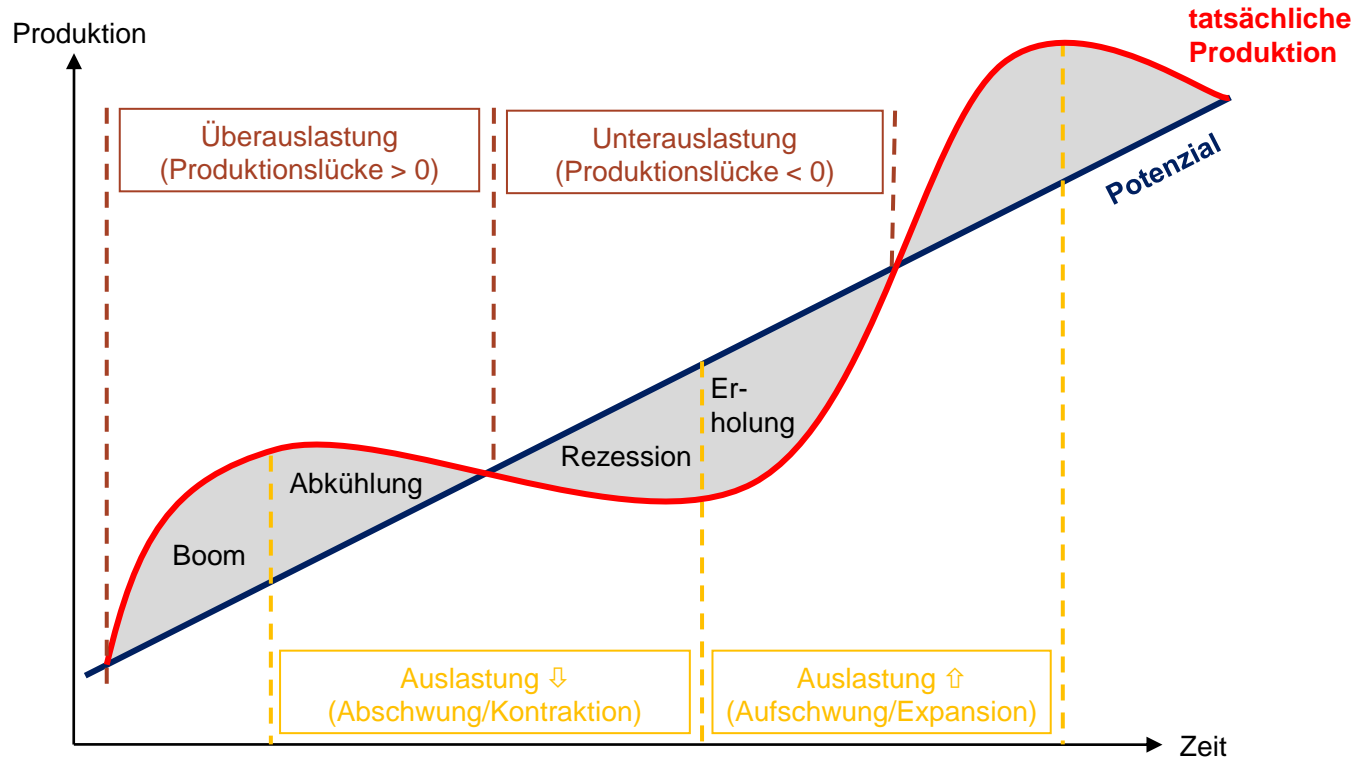 tatsächliche
Produktion
Produktion
Überauslastung
(Produktionslücke > 0)
Unterauslastung
(Produktionslücke < 0)
Potenzial
Er-
holung
Rezession
Abkühlung
Boom
Auslastung ⇩
(Abschwung/Kontraktion)
Auslastung ⇧
(Aufschwung/Expansion)
Zeit